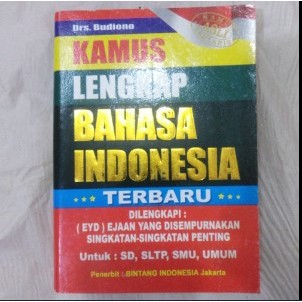 Drs. Budiono
KAMUS
LENGKAP
BAHASA
INDONESIA
TERBARU
DILENGKAPI :
( EYD ) EJAAN YANG DISEMPURNAKAN
SINGKATAN-SINGKATAN PENTING
Untuk : SD, SLTP, SMU, UMUM
Penerbit :.BINTANG INDONESIA Jakarta